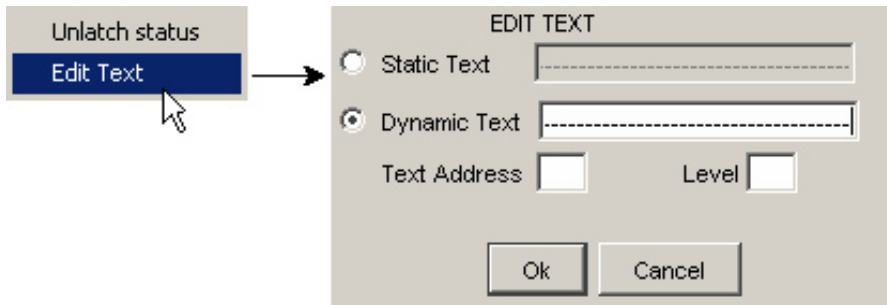 Unlatch status
Edit Text
EDIT TEXT
Static Text --------------------------------------
Dynamic Text --------------------------------------
Text Address Level
Ok Cancel